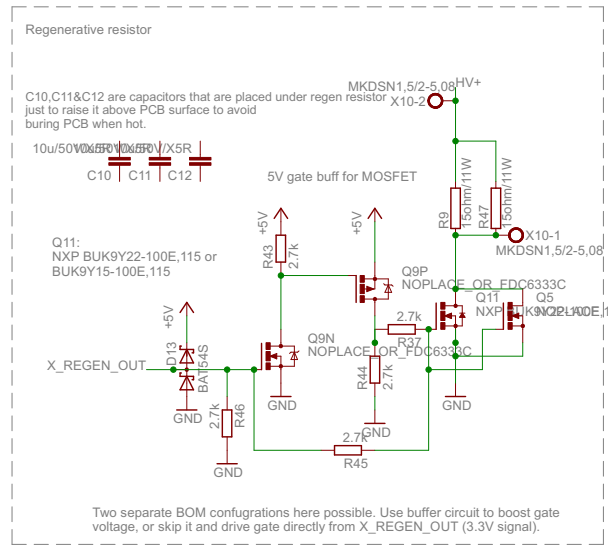 Regenerative resistor
C10,C11&C12 are capacitors that are placed under regen resistor
just to raise it above PCB surface to avoid
buring PCB when hot.
10u/50V/X5R
C10
C11
C12
MKDSN1,5/2-5,08
HV+
X10-2
R9
15ohm/11W
R47
15ohm/11W
X10-1
MKDSN1,5/2-5,08
5V gate buff for MOSFET
Q11:
NXP BUK9Y22-100E,115 or
BUK9Y15-100E,115
+5V
R43
2.7k
+5V
Q9P
NOPLACE_OR_FDC6333C
Q11
Q5
+5V
D13
BAT54S
X_REGEN_OUT
GND
Q9N
NOPLACE_OR_FDC6333C
GND
2.7k
R37
R44
2.7k
GND
GND
2.7k
R46
GND
2.7k
R45
Two separate BOM confugrations here possible. Use buffer circuit to boost gate
voltage, or skip it and drive gate directly from X_REGEN_OUT (3.3V signal).